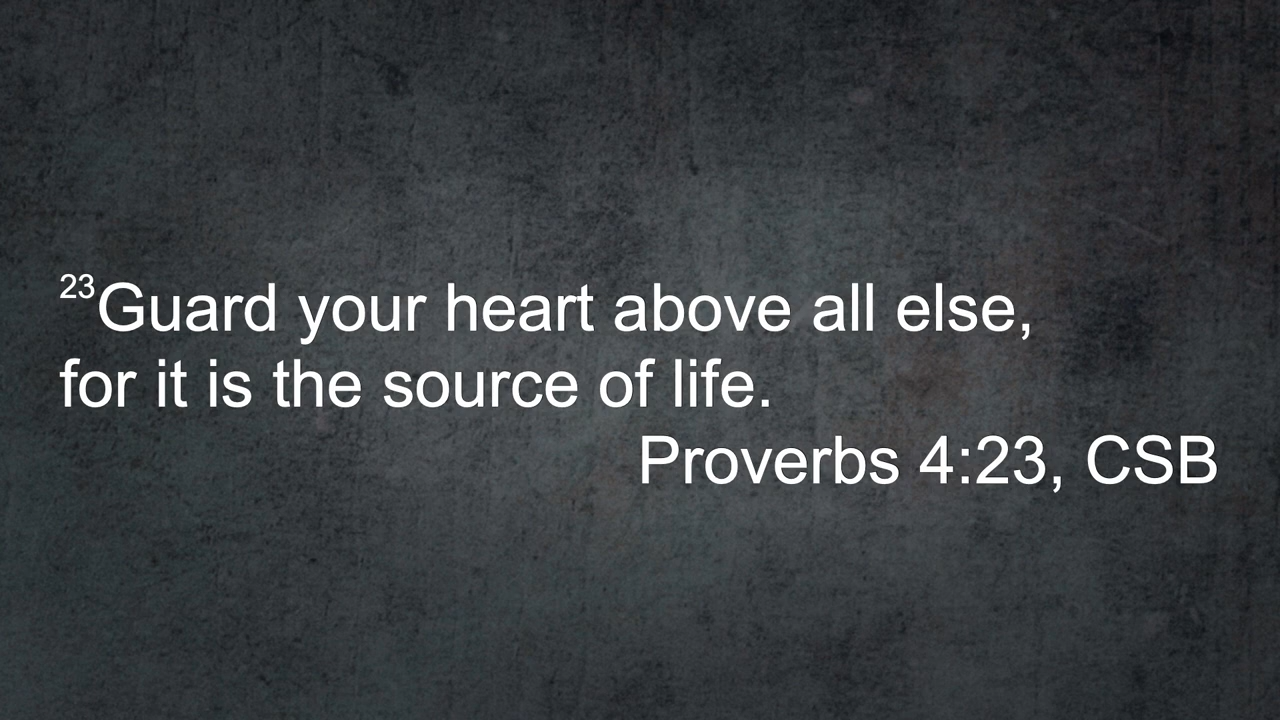 23Guard your heart above all else,
for it is the source of life.
Proverbs 4:23, CSB